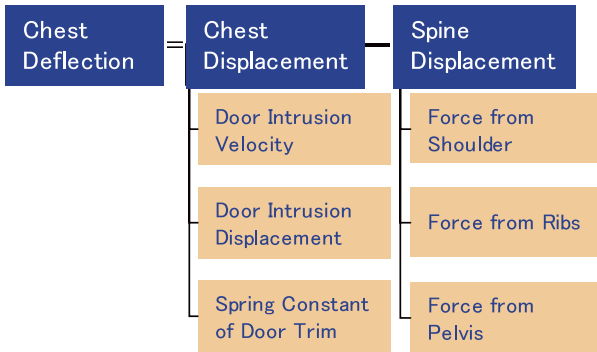 Chest
Deflection
=
Chest
Displacement
—
Spine
Displacement
Door Intrusion
Velocity
Force from
Shoulder
Door Intrusion
Displacement
Force from Ribs
Spring Constant
of Door Trim
Force from
Pelvis